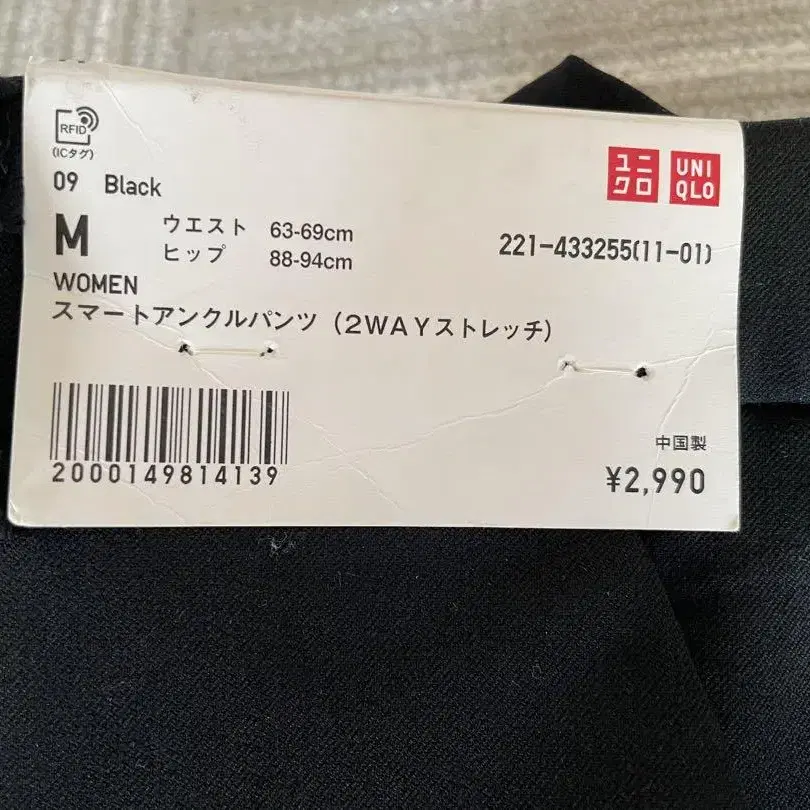 RFID
(ICタグ)
09 Black
ユニクロ
UNIQLO
M
ウエスト 63-69cm
ヒップ 88-94cm
221-433255(11-01)
WOMEN
スマートアンクルパンツ（2WAYストレッチ）
2000149814139
中国製
¥2,990